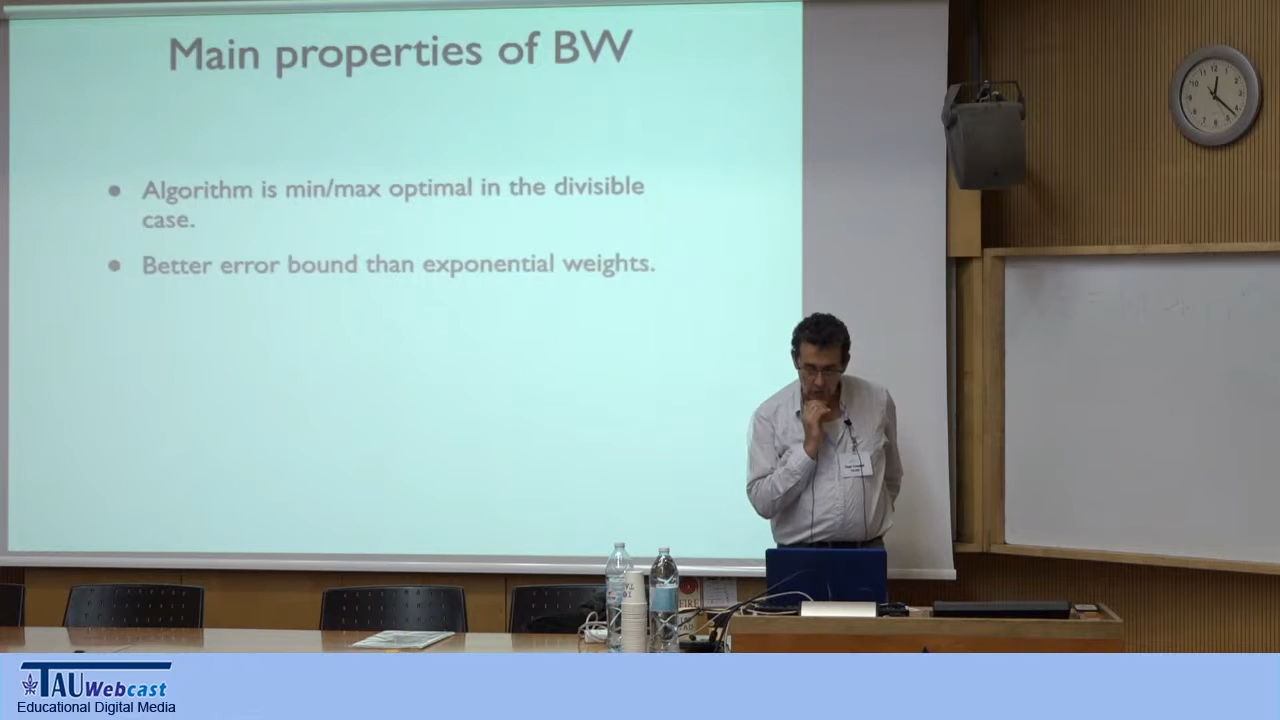 Main properties of BW
● Algorithm is min/max optimal in the divisible
case.
● Better error bound than exponential weights.
FIRE
TAUWebcast
Educational Digital Media